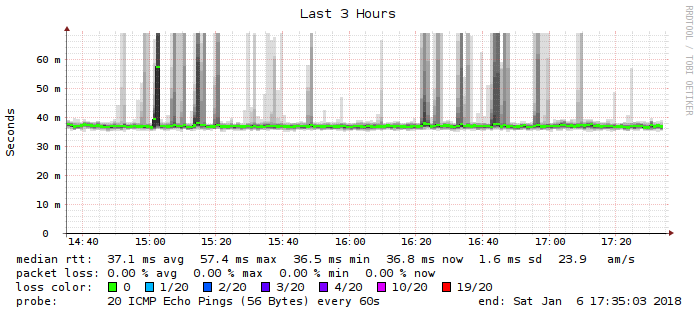 Last 3 Hours
RRDTOOL / TOBI OETIKER
Seconds
60 m
50 m
40 m
30 m
20 m
10 m
0
14:40 15:00 15:20 15:40 16:00 16:20 16:40 17:00 17:20
median rtt: 37.1 ms avg 57.4 ms max 36.5 ms min 36.8 ms now 1.6 ms sd 23.9 am/s
packet loss: 0.00 % avg 0.00 % max 0.00 % min 0.00 % now
loss color: 0 1/20 2/20 3/20 4/20 10/20 19/20
probe: 20 ICMP Echo Pings (56 Bytes) every 60s end: Sat Jan 6 17:35:03 2018